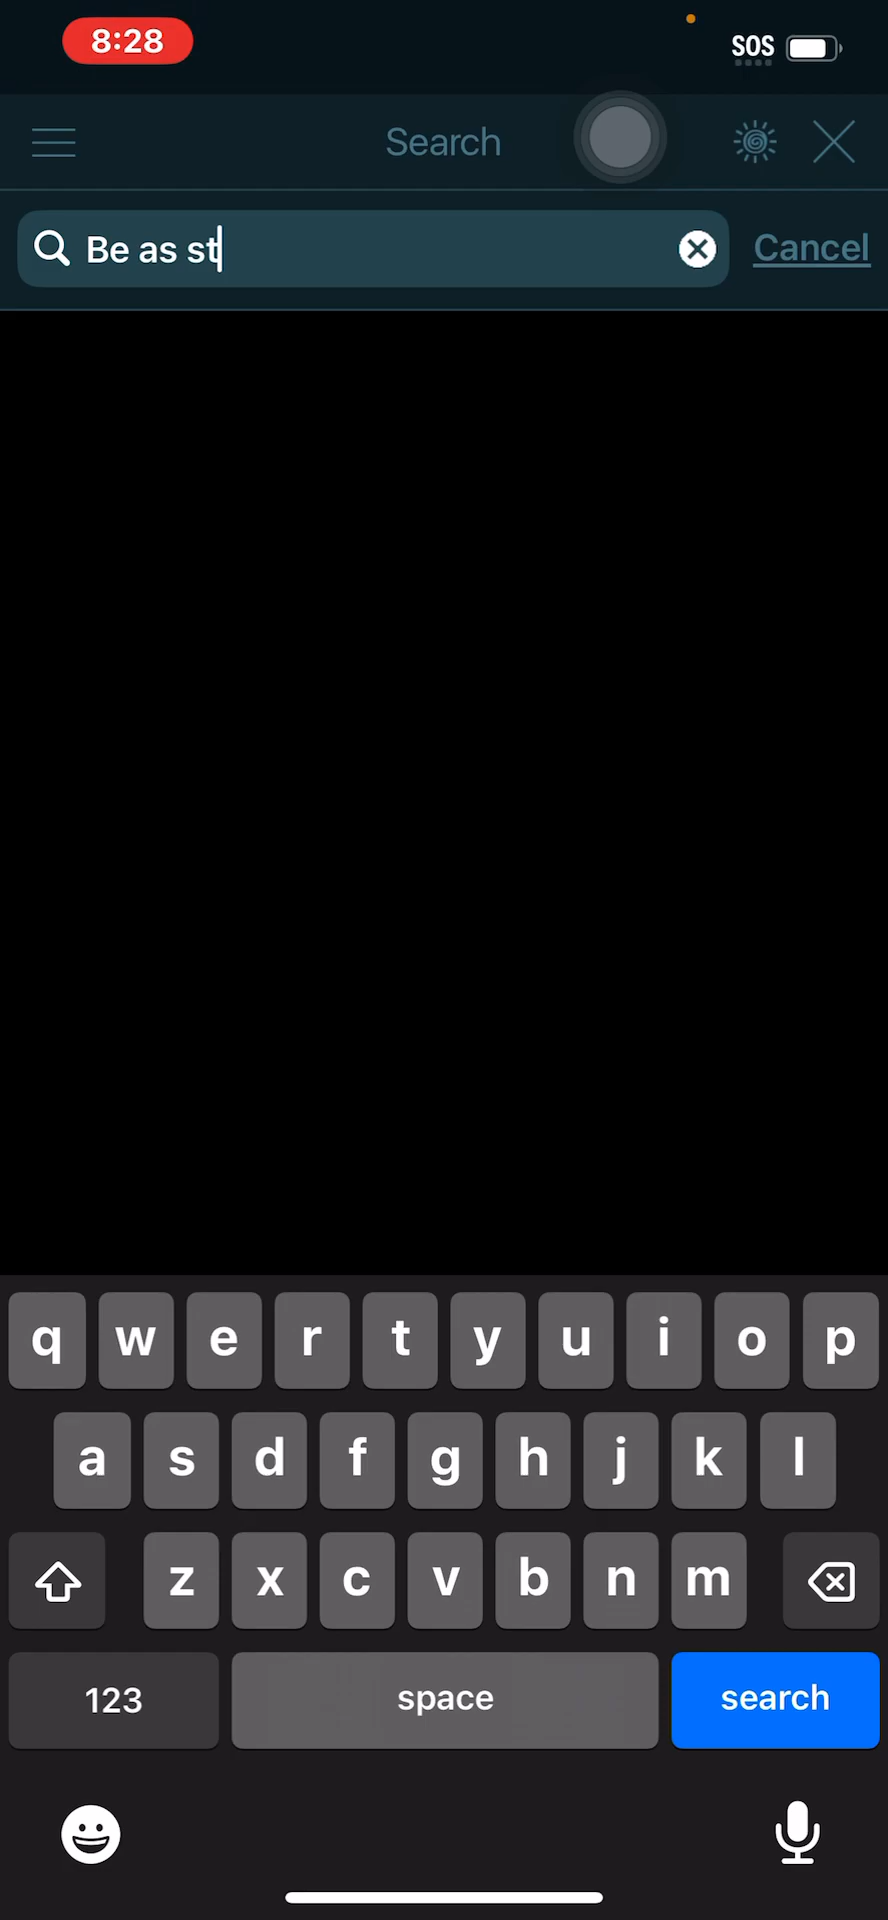 8:28
SOS
Search
Be as st
Cancel
q w e r t y u i o p
a s d f g h j k l
z x c v b n m
123 space search